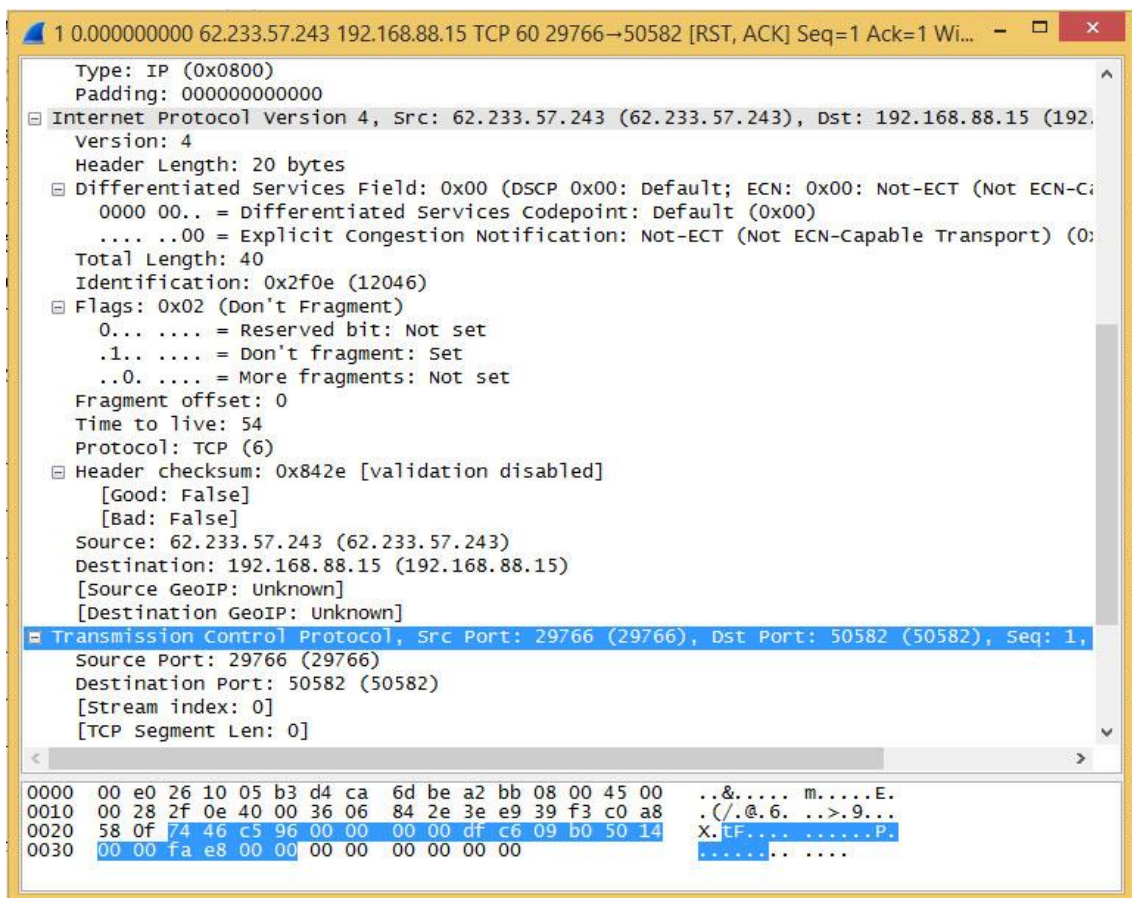 1 0.000000000 62.233.57.243 192.168.88.15 TCP 60 29766→50582 [RST, ACK] Seq=1 Ack=1 Wi...
Type: IP (0x0800)
Padding: 000000000000
Internet Protocol Version 4, Src: 62.233.57.243 (62.233.57.243), Dst: 192.168.88.15 (192.
Version: 4
Header Length: 20 bytes
Differentiated Services Field: 0x00 (DSCP 0x00: Default; ECN: 0x00: Not-ECT (Not ECN-Ca
0000 00.. = Differentiated Services Codepoint: Default (0x00)
.... ..00 = Explicit Congestion Notification: Not-ECT (Not ECN-Capable Transport) (0x
Total Length: 40
Identification: 0x2f0e (12046)
Flags: 0x02 (Don't Fragment)
0... .... = Reserved bit: Not set
.1.. .... = Don't fragment: Set
..0. .... = More fragments: Not set
Fragment offset: 0
Time to live: 54
Protocol: TCP (6)
Header checksum: 0x842e [validation disabled]
[Good: False]
[Bad: False]
Source: 62.233.57.243 (62.233.57.243)
Destination: 192.168.88.15 (192.168.88.15)
[Source GeoIP: Unknown]
[Destination GeoIP: Unknown]
Transmission Control Protocol, Src Port: 29766 (29766), Dst Port: 50582 (50582), Seq: 1,
Source Port: 29766 (29766)
Destination Port: 50582 (50582)
[Stream index: 0]
[TCP Segment Len: 0]
0000 00 e0 26 10 05 b3 d4 ca 6d be a2 bb 08 00 45 00 ..&..... m.....E.
0010 00 28 2f 0e 40 00 36 06 84 2e 3e e9 39 f3 c0 a8 .(/.@.6. ..>.9...
0020 58 0f 74 46 c5 96 00 00 00 00 df c6 09 b0 50 14 X.tF.... ......P.
0030 00 00 fa e8 00 00 00 00 00 00 00 00 ........ ....